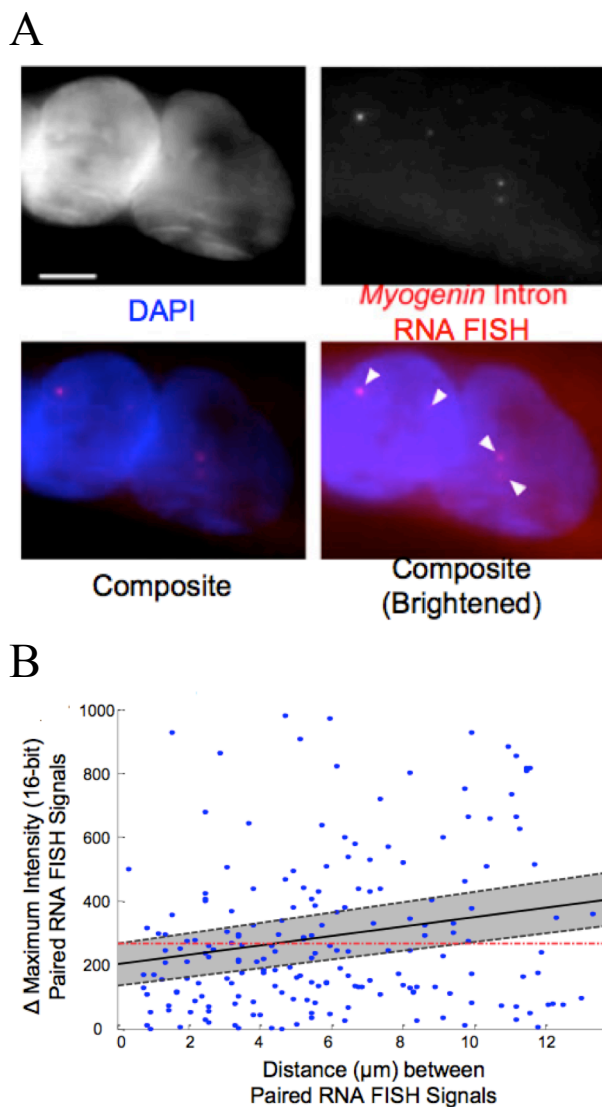 A
DAPI
Myogenin Intron
RNA FISH
Composite
Composite
(Brightened)
B
Δ Maximum Intensity (16-bit)
Paired RNA FISH Signals
1000
800
600
400
200
0
0 2 4 6 8 10 12
Distance (μm) between
Paired RNA FISH Signals